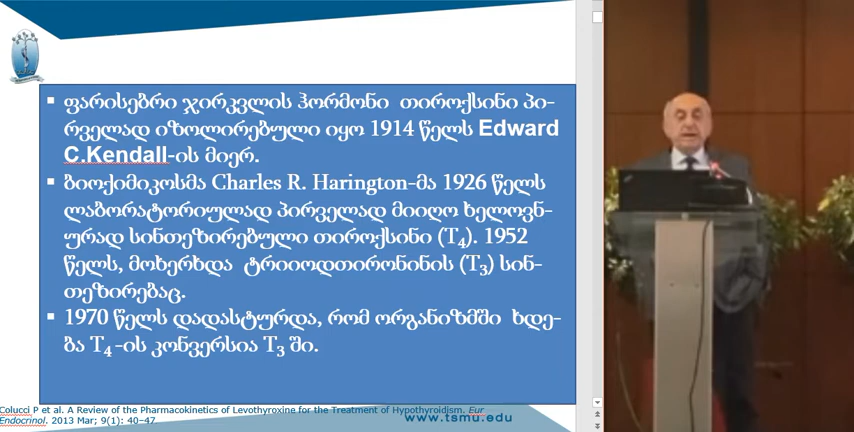 ფარისებრი ჯირკვლის ჰორმონი თიროქსინი პი-
რველად იზოლირებული იყო 1914 წელს Edward
C.Kendall-ის მიერ.
ბიოქიმიკოსმა Charles R. Harington-მა 1926 წელს
ლაბორატორიულად პირველად მიიღო ხელოვნ-
ურად სინთეზირებული თიროქსინი (T₄). 1952
წელს, მოხერხდა ტრიიოდთირონინის (T₃) სინ-
თეზირებაც.
1970 წელს დადასტურდა, რომ ორგანიზმში ხდე-
ბა T₄-ის კონვერსია T₃ ში.
Colucci P et al. A Review of the Pharmacokinetics of Levothyroxine for the Treatment of Hypothyroidism. Eur
Endocrinol. 2013 Mar; 9(1): 40–47
www.tsmu.edu